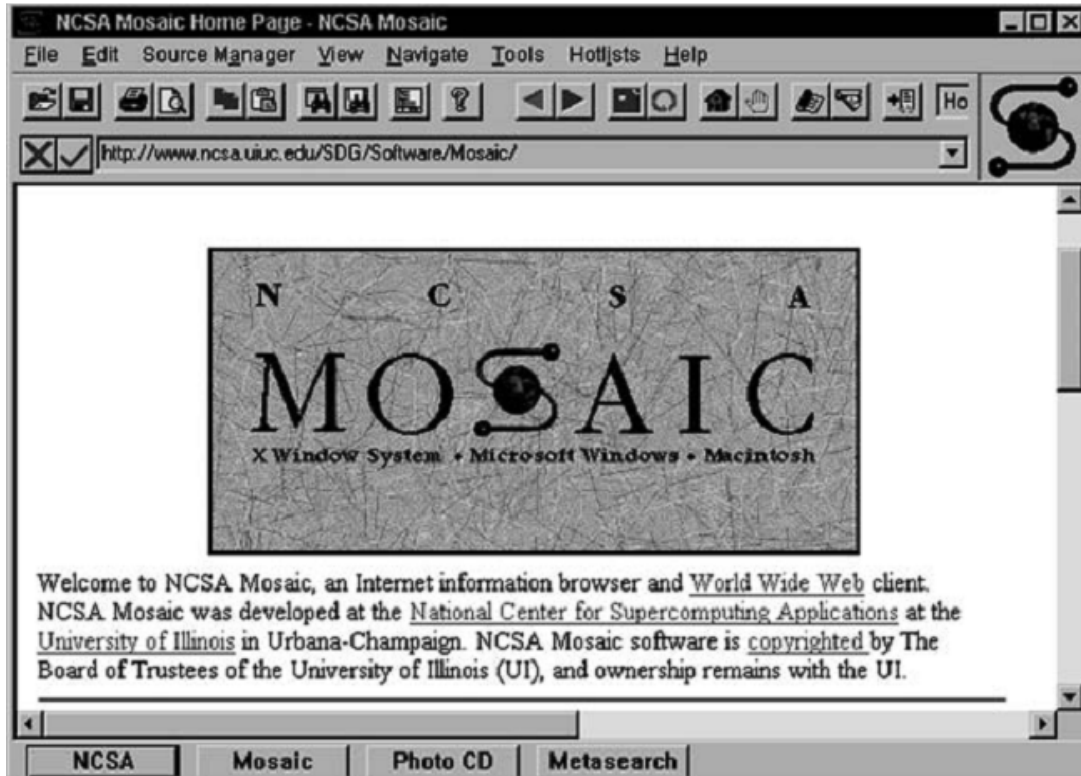 NCSA Mosaic Home Page - NCSA Mosaic
File Edit Source Manager View Navigate Tools Hotlists Help
Ho
http://www.ncsa.uiuc.edu/SDG/Software/Mosaic/
N C S A
MOSAIC
X Window System • Microsoft Windows • Macintosh
Welcome to NCSA Mosaic, an Internet information browser and World Wide Web client.
NCSA Mosaic was developed at the National Center for Supercomputing Applications at the
University of Illinois in Urbana-Champaign. NCSA Mosaic software is copyrighted by The
Board of Trustees of the University of Illinois (UI), and ownership remains with the UI.
NCSA Mosaic Photo CD Metasearch